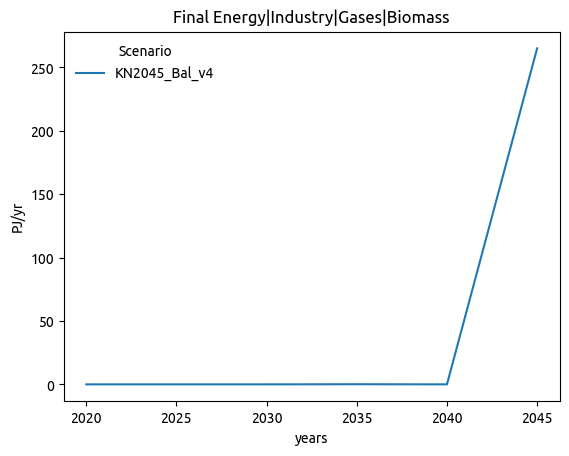 Final Energy|Industry|Gases|Biomass
Scenario
KN2045_Bal_v4
PJ/yr
250
200
150
100
50
0
2020 2025 2030 2035 2040 2045
years